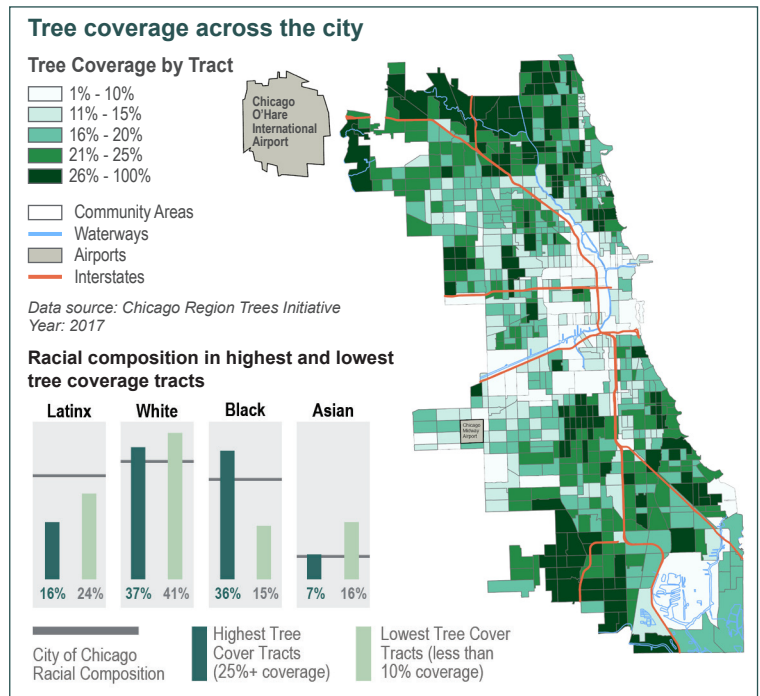 Tree coverage across the city
Tree Coverage by Tract
1% - 10%
11% - 15%
16% - 20%
21% - 25%
26% - 100%
Community Areas
Waterways
Airports
Interstates
Data source: Chicago Region Trees Initiative
Year: 2017
Chicago
O'Hare
International
Airport
Chicago
Midway
Airport
Racial composition in highest and lowest
tree coverage tracts
Latinx White Black Asian
16% 24% 37% 41% 36% 15% 7% 16%
City of Chicago
Racial Composition
Highest Tree
Cover Tracts
(25%+ coverage)
Lowest Tree Cover
Tracts (less than
10% coverage)